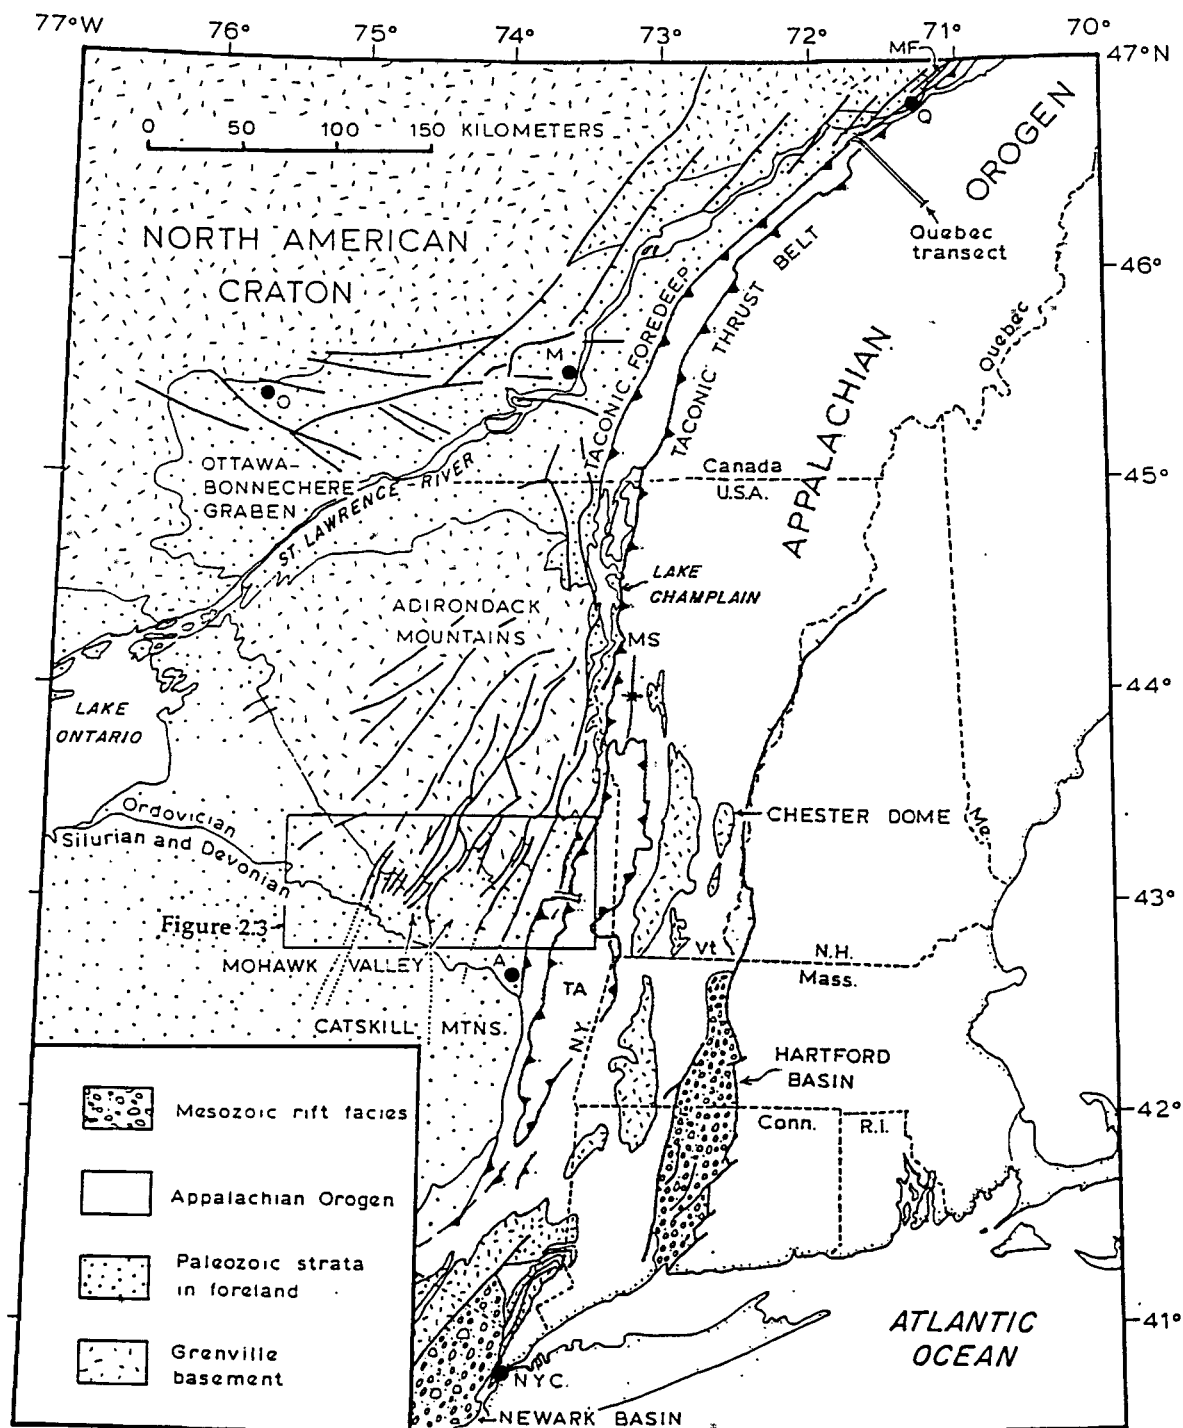 77°W 76° 75° 74° 73° 72° 71° 70°
MF
47°N
0 50 100 150 KILOMETERS
Q
OROGEN
NORTH AMERICAN
CRATON
Quebec
transect
46°
TACONIC FOREDEEP
TACONIC THRUST BELT
APPALACHIAN
Quebec
M
O
OTTAWA-
BONNECHERE
GRABEN
ST. LAWRENCE-RIVER
Canada
U.S.A.
45°
LAKE
CHAMPLAIN
ADIRONDACK
MOUNTAINS
MS
44°
LAKE
ONTARIO
Ordovician
Silurian and Devonian
CHESTER DOME
Me.
43°
Figure 2.3
MOHAWK VALLEY
A
Vt
N.H.
Mass.
TA
N.Y.
CATSKILL MTNS.
HARTFORD
BASIN
42°
Conn.
R.I.
Mesozoic rift facies
Appalachian Orogen
Paleozoic strata
in foreland
Grenville
basement
41°
ATLANTIC
OCEAN
N.Y.C.
NEWARK BASIN